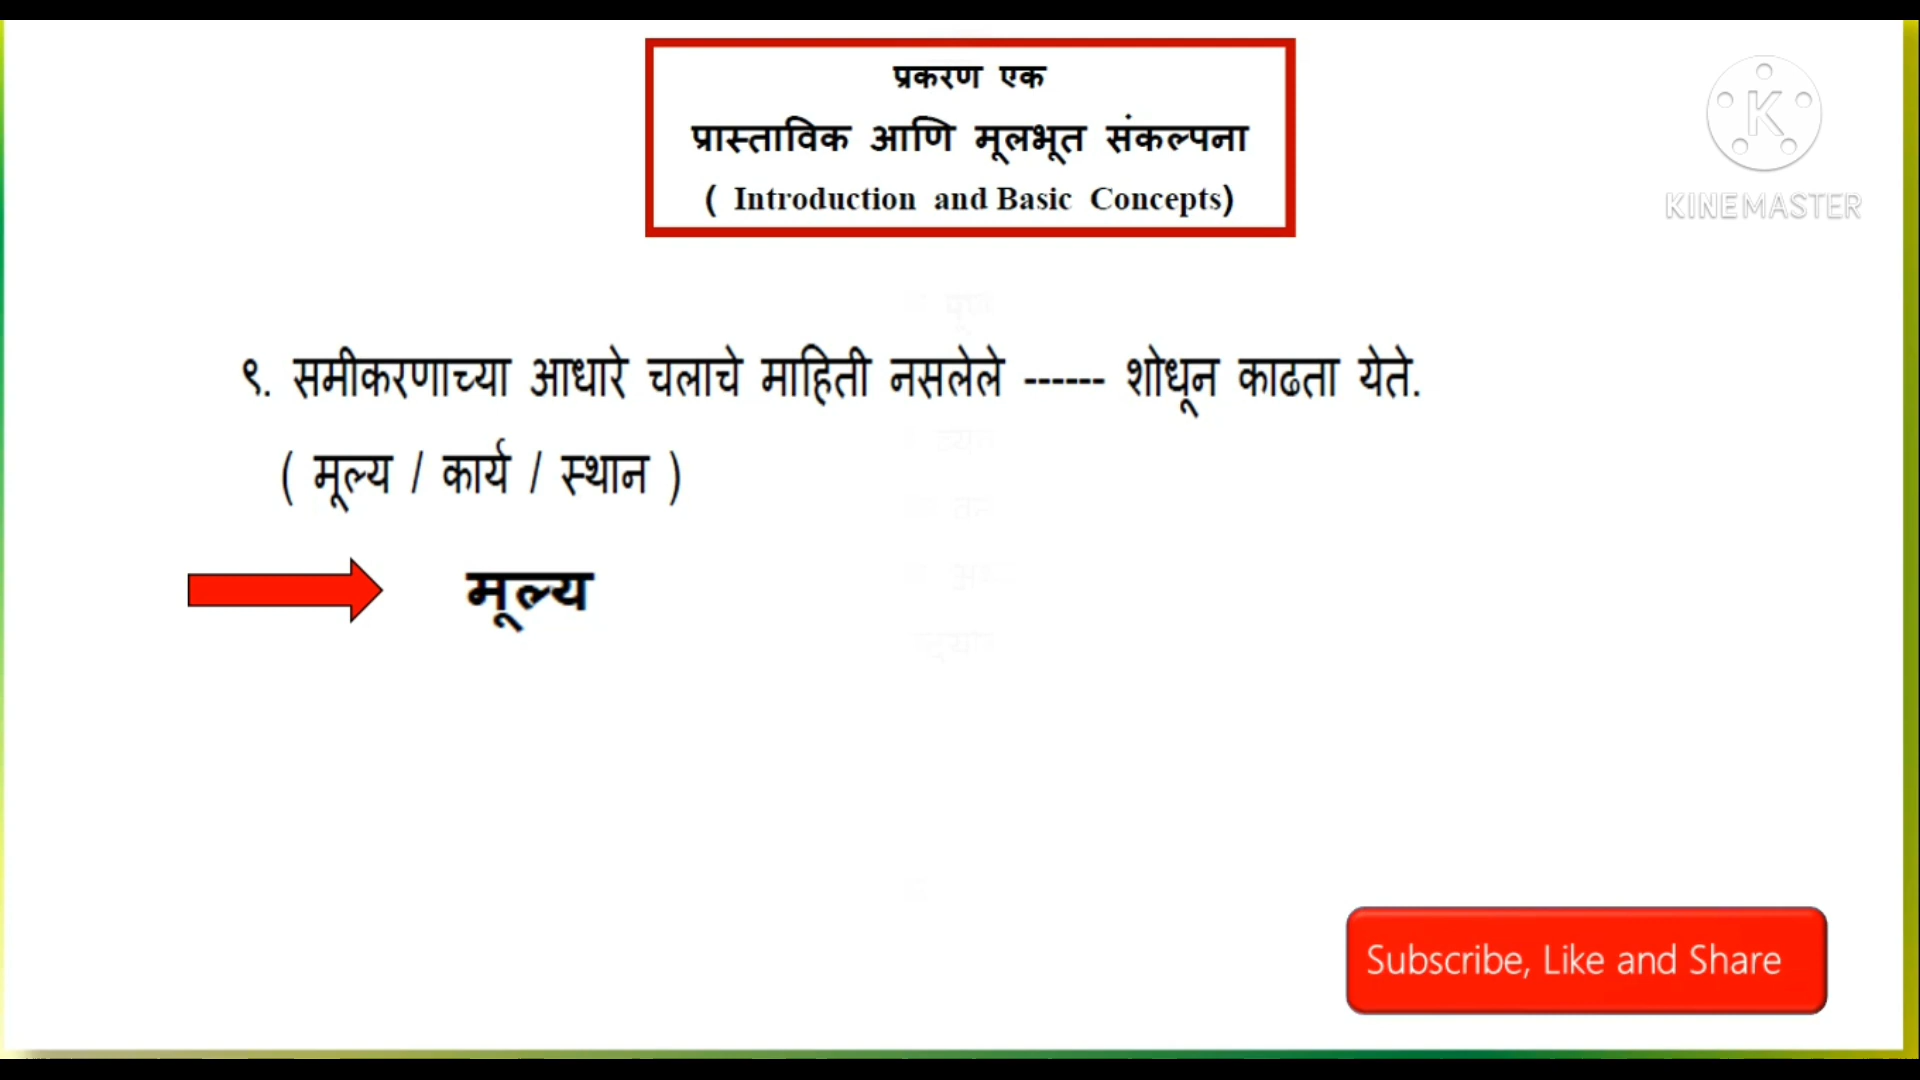 प्रकरण एक
प्रास्ताविक आणि मूलभूत संकल्पना
( Introduction and Basic Concepts)
K
KINEMASTER
९. समीकरणाच्या आधारे चलाचे माहिती नसलेले ------ शोधून काढता येते.
( मूल्य / कार्य / स्थान )
मूल्य
Subscribe, Like and Share